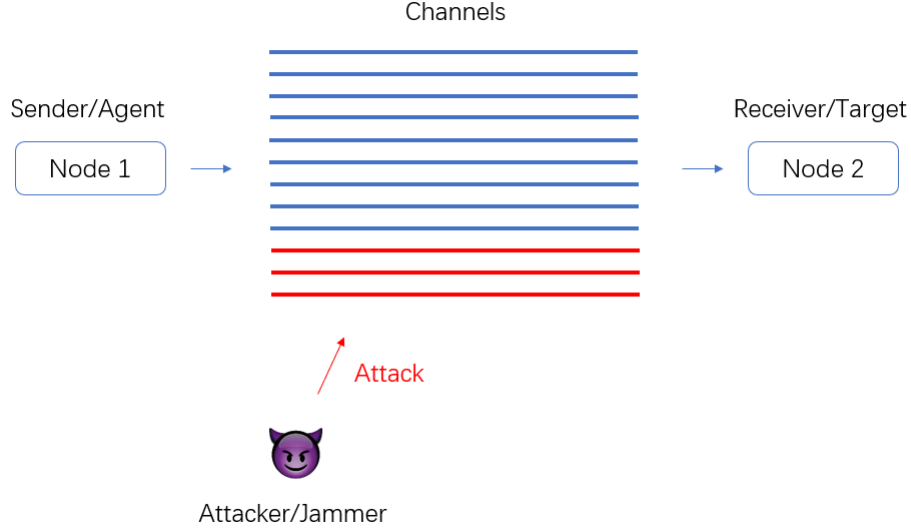 Channels
Sender/Agent
Receiver/Target
Node 1
Node 2
Attack
Attacker/Jammer